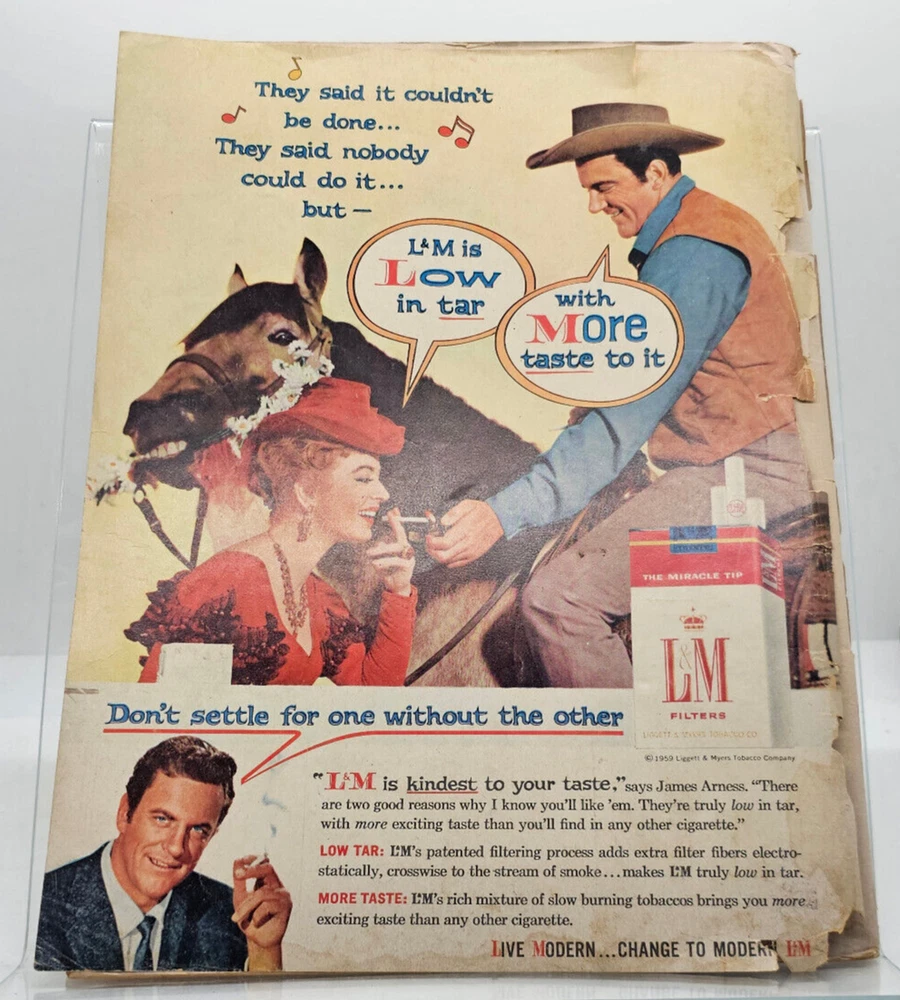 They said it couldn't
be done...
They said nobody
could do it...
but —
L&M is
LOW
in tar
with
More
taste to it
THE MIRACLE TIP
L&M
FILTERS
LIGGETT & MYERS TOBACCO CO
Don't settle for one without the other
© 1959 Liggett & Myers Tobacco Company
"L&M is kindest to your taste," says James Arness. "There
are two good reasons why I know you'll like 'em. They're truly low in tar,
with more exciting taste than you'll find in any other cigarette."
LOW TAR: L&M's patented filtering process adds extra filter fibers electro-
statically, crosswise to the stream of smoke...makes L&M truly low in tar.
MORE TASTE: L&M's rich mixture of slow burning tobaccos brings you more
exciting taste than any other cigarette.
LIVE MODERN...CHANGE TO MODERN L&M